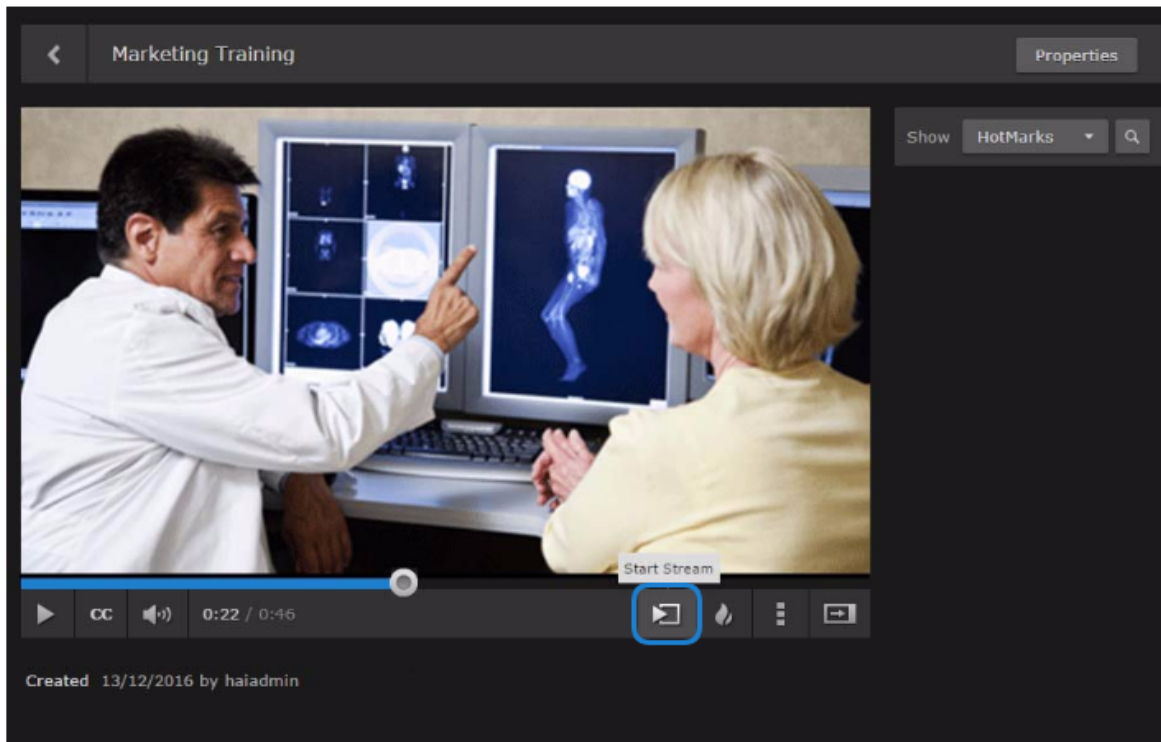 Marketing Training
Properties
Show HotMarks
Start Stream
CC 0:22 / 0:46
Created 13/12/2016 by haiadmin